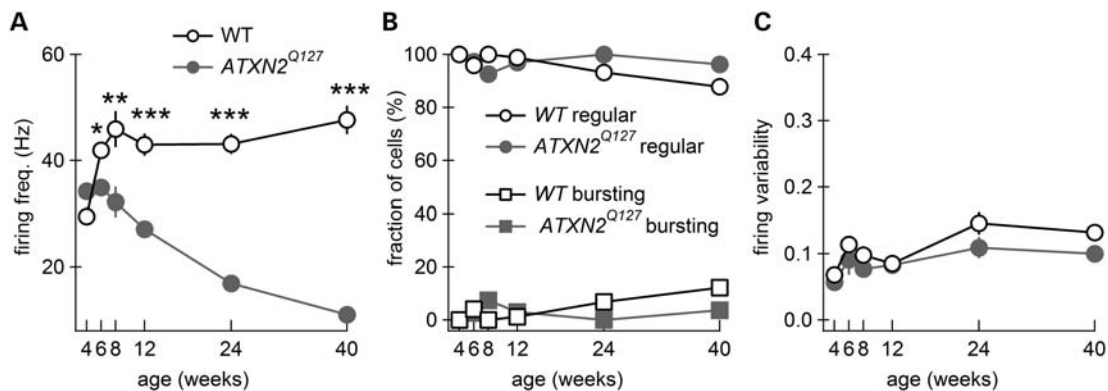 A
WT
ATXN2Q127
60
40
20
firing freq. (Hz)
*
**
***
***
***
4 6 8 12 24 40
age (weeks)
B
100
80
60
40
20
0
fraction of cells (%)
WT regular
ATXN2Q127 regular
WT bursting
ATXN2Q127 bursting
4 6 8 12 24 40
age (weeks)
C
0.4
0.3
0.2
0.1
0.0
firing variability
4 6 8 12 24 40
age (weeks)